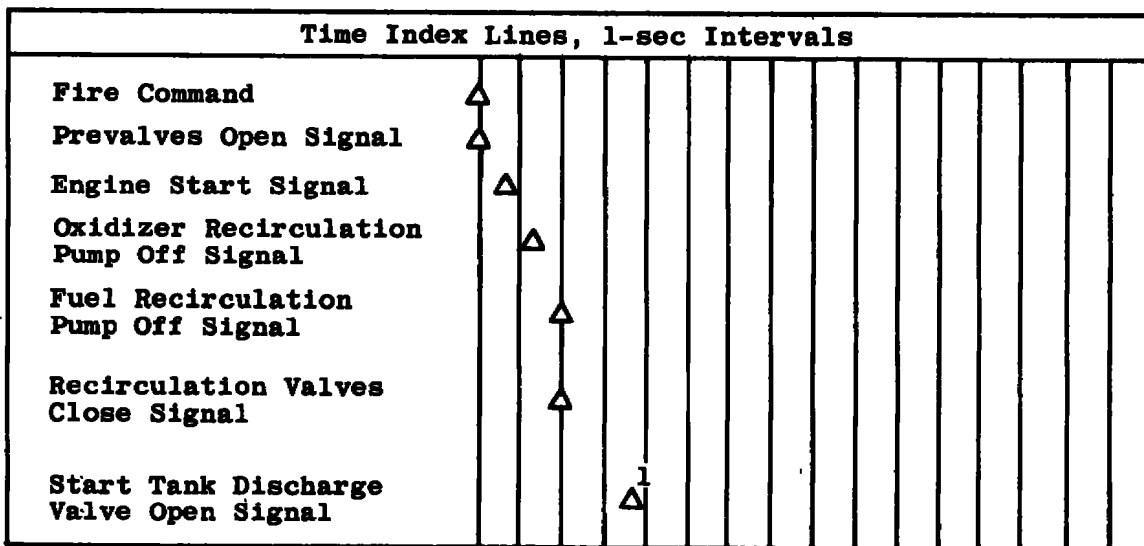 Time Index Lines, 1-sec Intervals
Fire Command
Prevalves Open Signal
Engine Start Signal
Oxidizer Recirculation
Pump Off Signal
Fuel Recirculation
Pump Off Signal
Recirculation Valves
Close Signal
1
Start Tank Discharge
Valve Open Signal